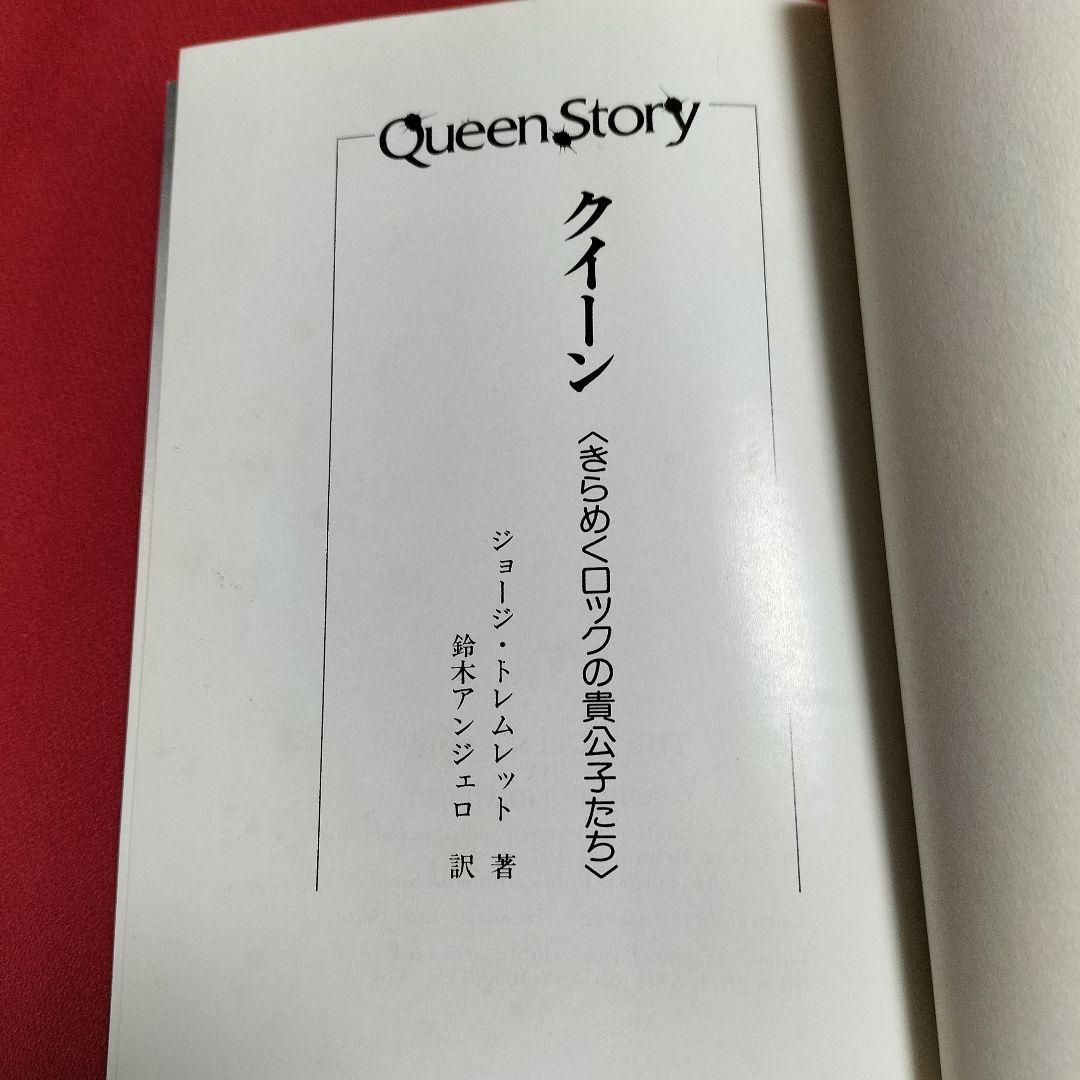 Queen Story
クイーン
〈きらめくロックの貴公子たち〉
ジョージ・トレムレット 著
鈴木アンジェロ 訳